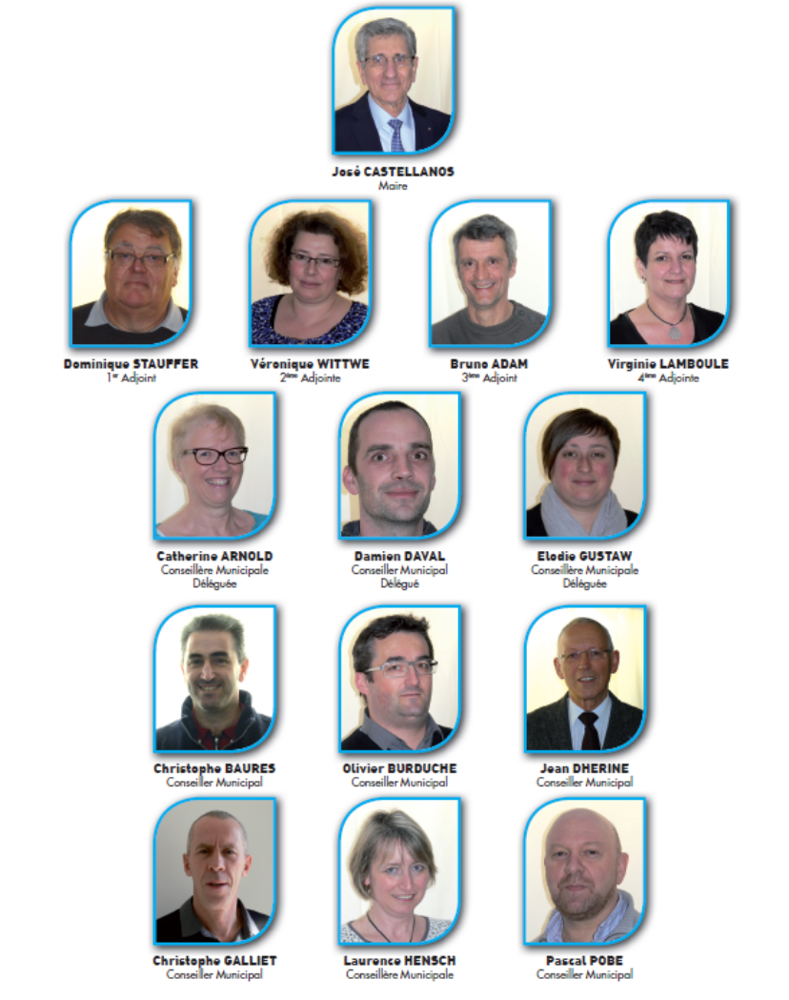 José CASTELLANOS
Maire
Dominique STAUFFER
1er Adjoint
Véronique WITTWE
2ème Adjointe
Bruno ADAM
3ème Adjoint
Virginie LAMBOULE
4ème Adjointe
Catherine ARNOLD
Conseillère Municipale
Déléguée
Damien DAVAL
Conseiller Municipal
Délégué
Elodie GUSTAW
Conseillère Municipale
Déléguée
Christophe BAURES
Conseiller Municipal
Olivier BURDUCHE
Conseiller Municipal
Jean DHERINE
Conseiller Municipal
Christophe GALLIET
Conseiller Municipal
Laurence HENSCH
Conseillère Municipale
Pascal POBE
Conseiller Municipal